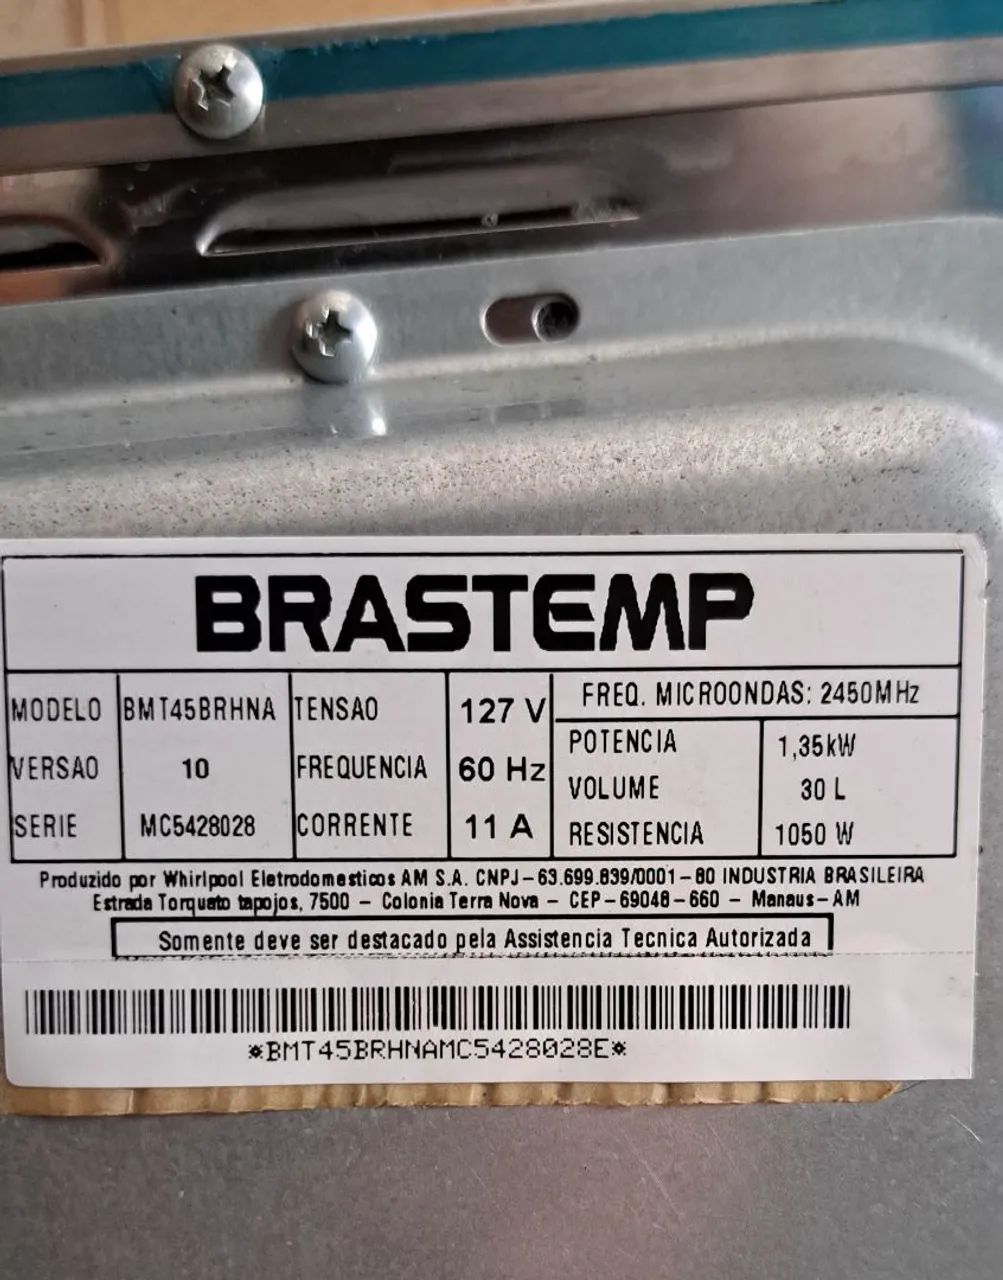 BRASTEMP
MODELO BMT45BRHNA TENSAO 127 V FREQ. MICROONDAS: 2450MHz
VERSAO 10 FREQUENCIA 60 Hz POTENCIA 1,35kW
VOLUME 30 L
SERIE MC5428028 CORRENTE 11 A RESISTENCIA 1050 W
Produzido por Whirlpool Eletrodomesticos AM S.A. CNPJ-63.699.839/0001-80 INDUSTRIA BRASILEIRA
Estrada Torquato tapojos, 7500 - Colonia Terra Nova - CEP-69048-660 - Manaus-AM
Somente deve ser destacado pela Assistencia Tecnica Autorizada
*BMT45BRHNAMC5428028E*